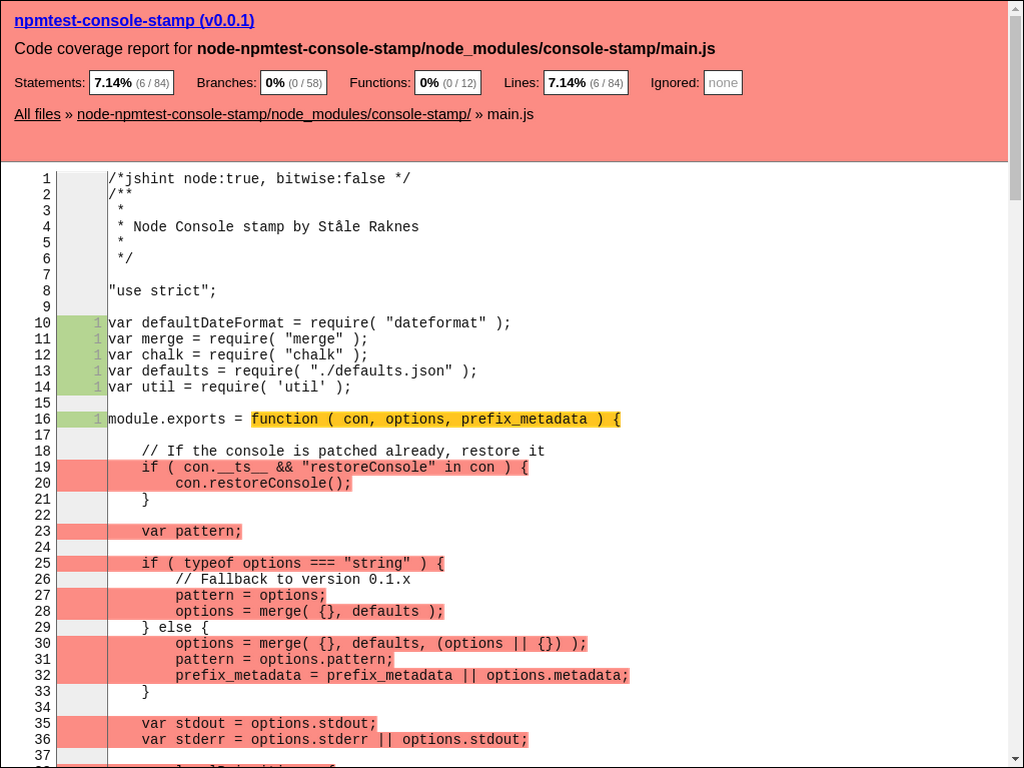 npmtest-console-stamp (v0.0.1)
Code coverage report for node-npmtest-console-stamp/node_modules/console-stamp/main.js
Statements: 7.14% (6 / 84) Branches: 0% (0 / 58) Functions: 0% (0 / 12) Lines: 7.14% (6 / 84) Ignored: none
All files » node-npmtest-console-stamp/node_modules/console-stamp/ » main.js
1 /*jshint node:true, bitwise:false */
2 /**
3  *
4  * Node Console stamp by Ståle Raknes
5  *
6  */
7
8 "use strict";
9
10 1 var defaultDateFormat = require( "dateformat" );
11 1 var merge = require( "merge" );
12 1 var chalk = require( "chalk" );
13 1 var defaults = require( "./defaults.json" );
14 1 var util = require( 'util' );
15
16 1 module.exports = function ( con, options, prefix_metadata ) {
17
18     // If the console is patched already, restore it
19     if ( con.__ts__ && "restoreConsole" in con ) {
20         con.restoreConsole();
21     }
22
23     var pattern;
24
25     if ( typeof options === "string" ) {
26         // Fallback to version 0.1.x
27         pattern = options;
28         options = merge( {}, defaults );
29     } else {
30         options = merge( {}, defaults, (options || {}) );
31         pattern = options.pattern;
32         prefix_metadata = prefix_metadata || options.metadata;
33     }
34
35     var stdout = options.stdout;
36     var stderr = options.stderr || options.stdout;
37